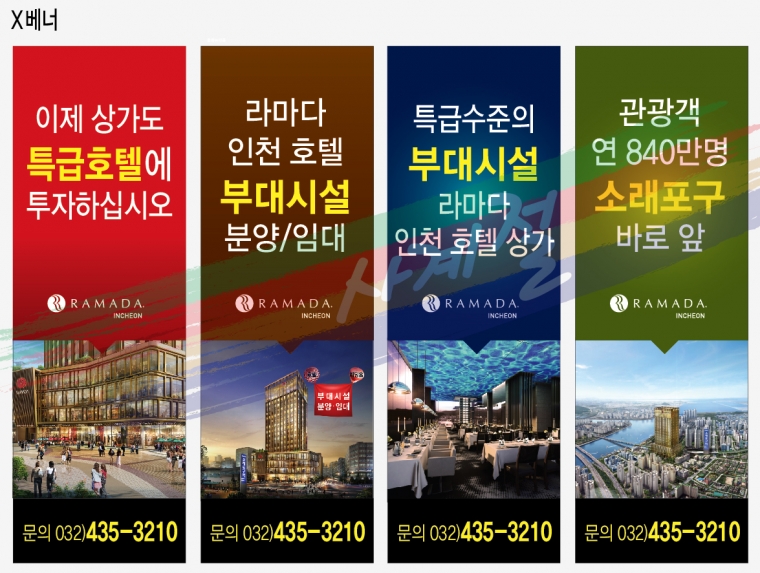 X베너
이제 상가도
특급호텔에
투자하십시오
RAMADA.
INCHEON
문의 032)435-3210
라마다
인천 호텔
부대시설
분양/임대
RAMADA.
INCHEON
부대시설
분양·임대
문의 032)435-3210
특급수준의
부대시설
라마다
인천 호텔 상가
RAMADA.
INCHEON
문의 032)435-3210
관광객
연 840만명
소래포구
바로 앞
RAMADA.
INCHEON
문의 032)435-3210
사계절